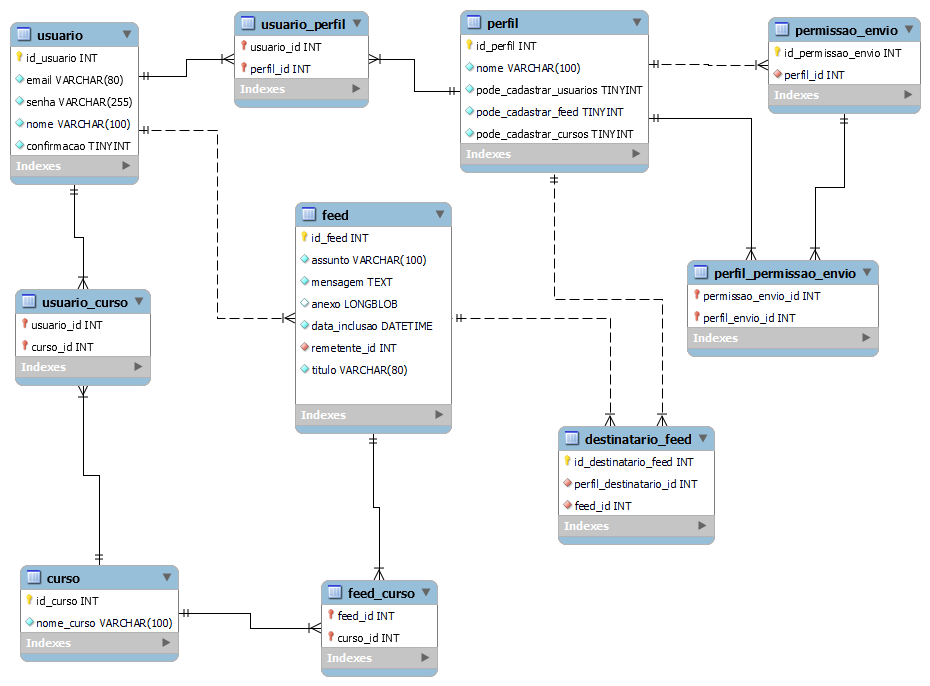 usuario
id_usuario INT
email VARCHAR(80)
senha VARCHAR(255)
nome VARCHAR(100)
confirmacao TINYINT
Indexes
usuario_perfil
usuario_id INT
perfil_id INT
Indexes
perfil
id_perfil INT
nome VARCHAR(100)
pode_cadastrar_usuarios TINYINT
pode_cadastrar_feed TINYINT
pode_cadastrar_cursos TINYINT
Indexes
permissao_envio
id_permissao_envio INT
perfil_id INT
Indexes
feed
id_feed INT
assunto VARCHAR(100)
mensagem TEXT
anexo LONGBLOB
data_inclusao DATETIME
remetente_id INT
titulo VARCHAR(80)
Indexes
perfil_permissao_envio
permissao_envio_id INT
perfil_envio_id INT
Indexes
usuario_curso
usuario_id INT
curso_id INT
Indexes
destinatario_feed
id_destinatario_feed INT
perfil_destinatario_id INT
feed_id INT
Indexes
curso
id_curso INT
nome_curso VARCHAR(100)
Indexes
feed_curso
feed_id INT
curso_id INT
Indexes